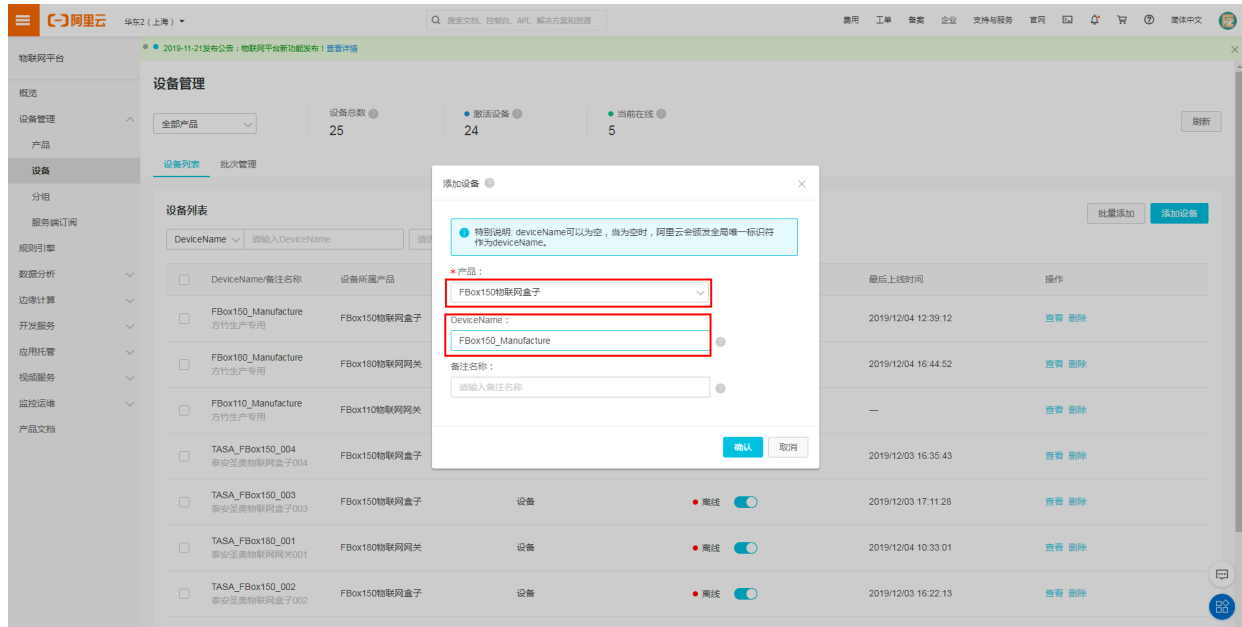 阿里云
华东2(上海)
搜索文档、控制台、API、解决方案和资源
费用 工单 备案 企业 支持与服务 官网 简体中文
物联网平台
2019-11-21发布公告:物联网平台新功能发布!查看详情
概览
设备管理
产品
设备
分组
服务端订阅
规则引擎
数据分析
边缘计算
开发服务
应用托管
视频服务
监控运维
产品文档
设备管理
全部产品
设备总数
25
激活设备
24
当前在线
5
刷新
设备列表 批次管理
设备列表
批量添加 添加设备
DeviceName 请输入DeviceName
DeviceName/备注名称 设备所属产品 最后上线时间 操作
FBox150_Manufacture
方竹生产专用
FBox150物联网盒子 2019/12/04 12:39:12 查看 删除
FBox180_Manufacture
方竹生产专用
FBox180物联网网关 2019/12/04 16:44:52 查看 删除
FBox110_Manufacture
方竹生产专用
FBox110物联网网关 — 查看 删除
TASA_FBox150_004
泰安圣奥物联网盒子004
FBox150物联网盒子 2019/12/03 16:35:43 查看 删除
TASA_FBox150_003
泰安圣奥物联网盒子003
FBox150物联网盒子 设备 离线 2019/12/03 17:11:28 查看 删除
TASA_FBox180_001
泰安圣奥物联网网关001
FBox180物联网网关 设备 离线 2019/12/04 10:33:01 查看 删除
TASA_FBox150_002
泰安圣奥物联网盒子002
FBox150物联网盒子 设备 离线 2019/12/03 16:22:13 查看 删除
添加设备
特别说明: deviceName可以为空,当为空时,阿里云会颁发全局唯一标识符
作为deviceName。
*产品:
FBox150物联网盒子
DeviceName:
FBox150_Manufacture
备注名称:
请输入备注名称
确认 取消